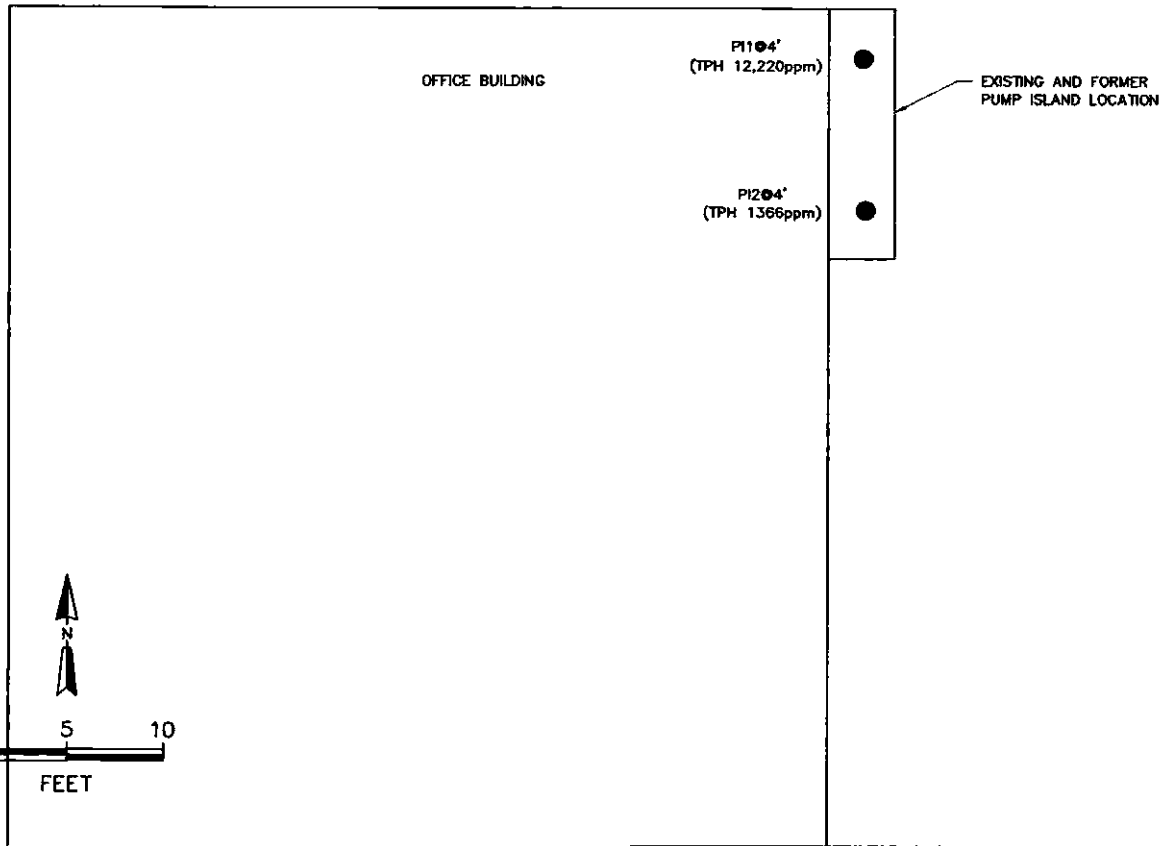 OFFICE BUILDING
PI1@4'
(TPH 12,220ppm)
EXISTING AND FORMER
PUMP ISLAND LOCATION
PI2@4'
(TPH 1366ppm)
N
5 10
FEET